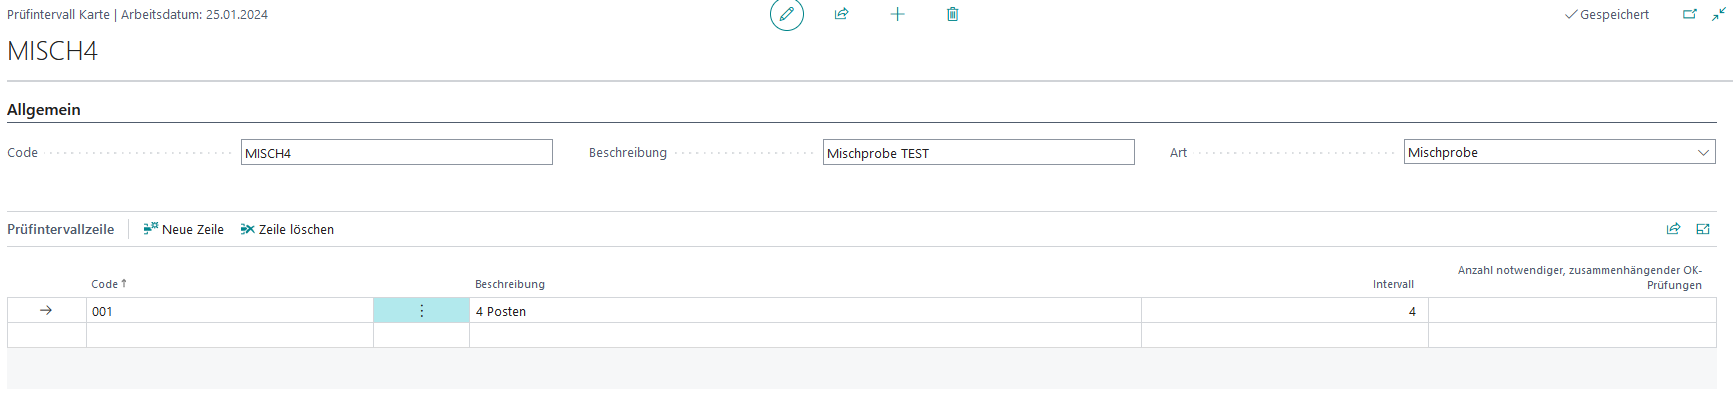 Prüfintervall Karte | Arbeitsdatum: 25.01.2024
Gespeichert
MISCH4
Allgemein
Code MISCH4 Beschreibung Mischprobe TEST Art Mischprobe
Prüfintervallzeile Neue Zeile Zeile löschen
Code↑ Beschreibung Intervall Anzahl notwendiger, zusammenhängender OK-
Prüfungen
001 4 Posten 4